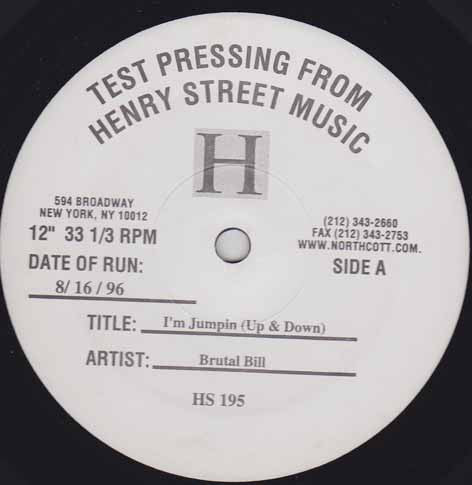 TEST PRESSING FROM
HENRY STREET MUSIC
H
594 BROADWAY
NEW YORK, NY 10012
12" 33 1/3 RPM
(212) 343-2660
FAX (212) 343-2753
WWW.NORTHCOTT.COM.
SIDE A
DATE OF RUN:
8/ 16 / 96
TITLE: I'm Jumpin (Up & Down)
ARTIST: Brutal Bill
HS 195